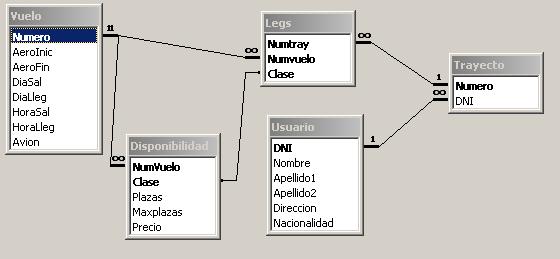 Vuelo
Numero
AeroInic
AeroFin
DiaSal
DiaLleg
HoraSal
HoraLleg
Avion
11
∞
Legs
Numtray
Numvuelo
Clase
∞
∞
Trayecto
Numero
DNI
1
∞
Disponibilidad
NumVuelo
Clase
Plazas
Maxplazas
Precio
Usuario
DNI
Nombre
Apellido1
Apellido2
Direccion
Nacionalidad
1